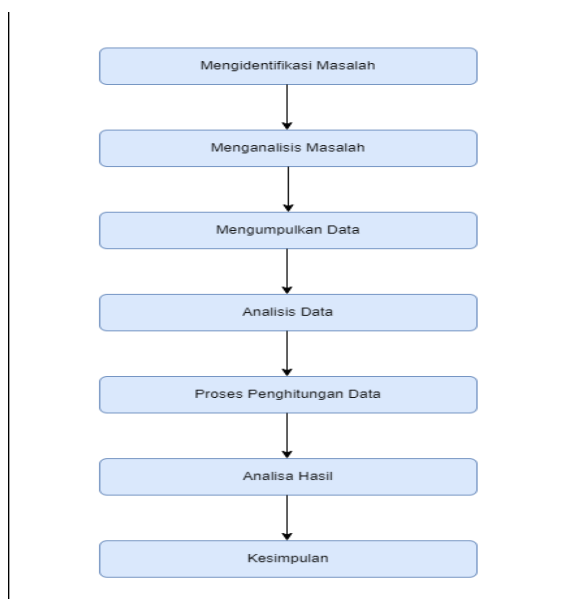 Mengidentifikasi Masalah
Menganalisis Masalah
Mengumpulkan Data
Analisis Data
Proses Penghitungan Data
Analisa Hasil
Kesimpulan